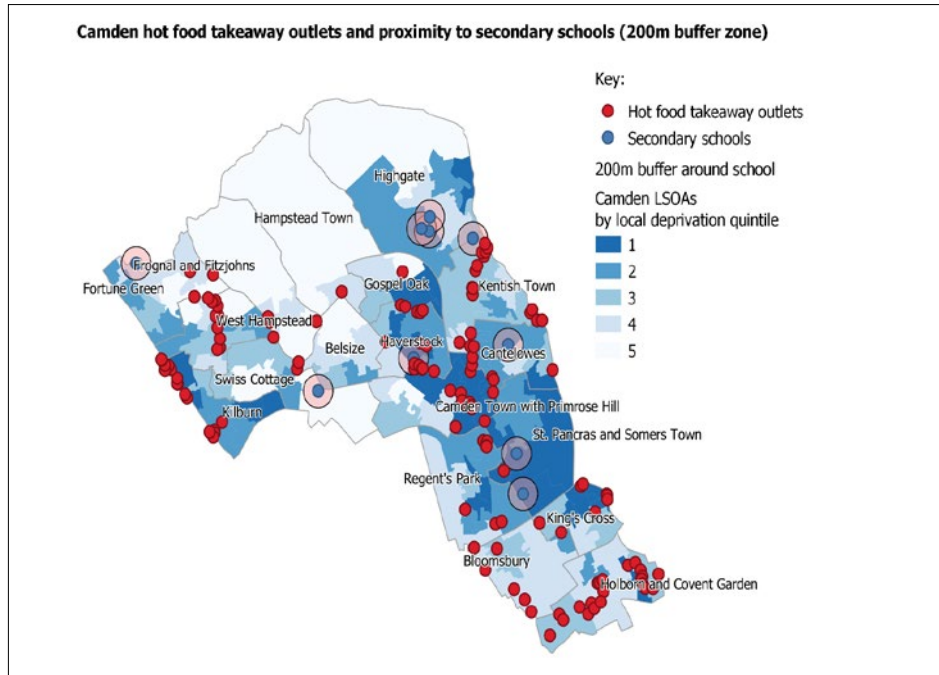 Camden hot food takeaway outlets and proximity to secondary schools (200m buffer zone)
Key:
Hot food takeaway outlets
Secondary schools
200m buffer around school
Camden LSOAs
by local deprivation quintile
1
2
3
4
5
Highgate
Hampstead Town
Frognal and Fitzjohns
Fortune Green
Gospel Oak
Kentish Town
West Hampstead
Belsize
Haverstock
Cantelowes
Swiss Cottage
Kilburn
Camden Town with Primrose Hill
St. Pancras and Somers Town
Regent's Park
King's Cross
Bloomsbury
Holborn and Covent Garden